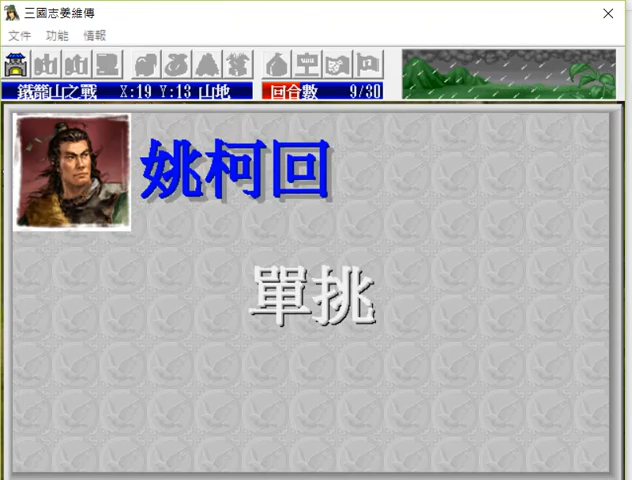 三國志姜維傳
文件 功能 情報
鐵籠山之戰 X:19 Y:13 山地 回合數 9/30
姚柯回
單挑